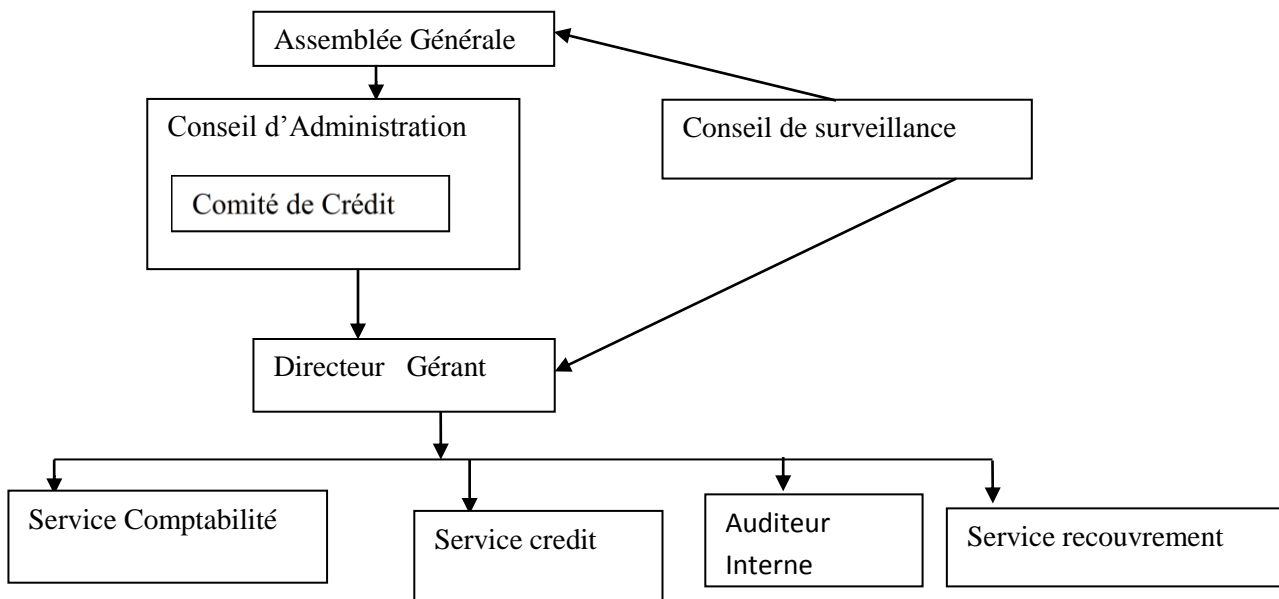 Assemblée Générale
Conseil d’Administration
Conseil de surveillance
Comité de Crédit
Directeur Gérant
Service Comptabilité
Service credit
Auditeur
Interne
Service recouvrement